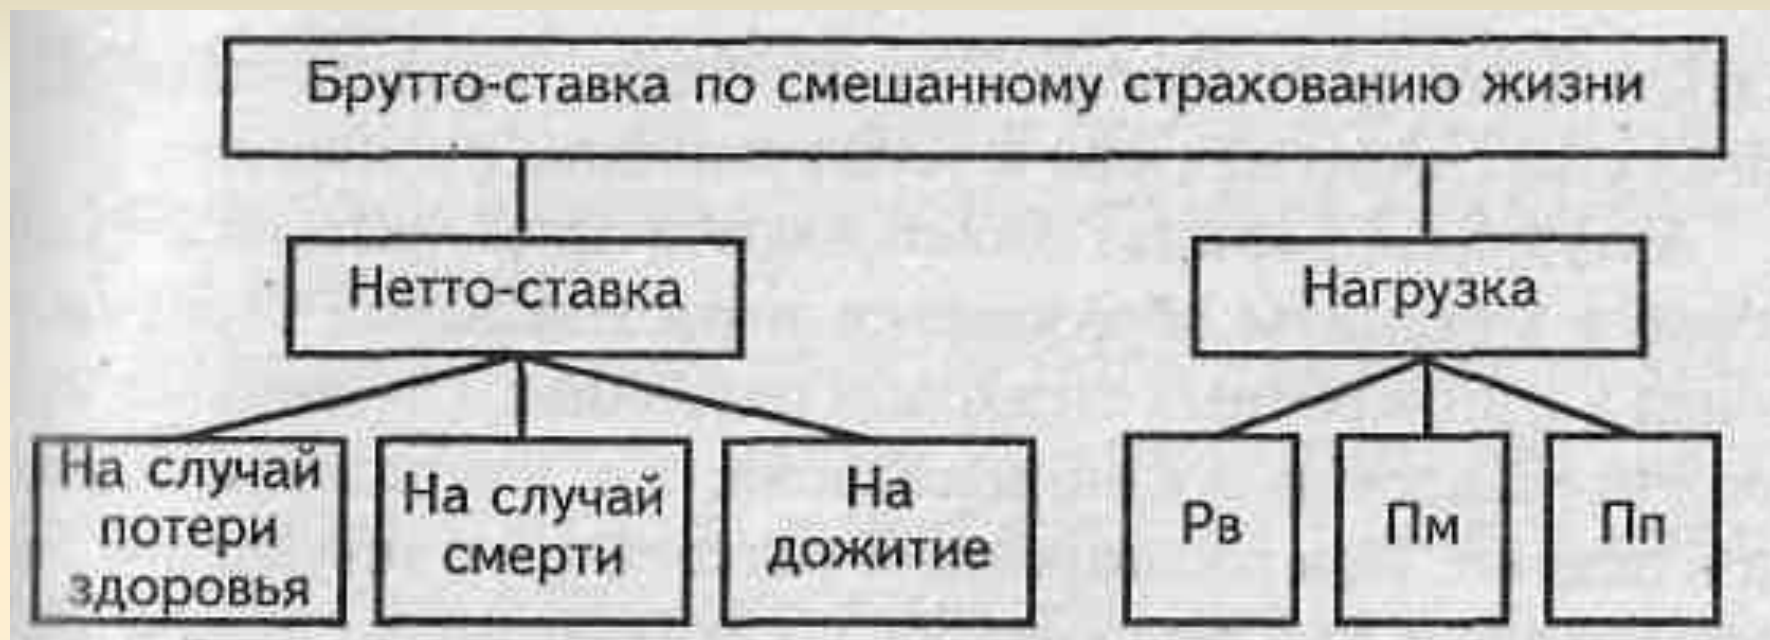 Брутто-ставка по смешанному страхованию жизни
Нетто-ставка
Нагрузка
На случай
потери
здоровья
На случай
смерти
На
дожитие
Рв
Пм
Пп